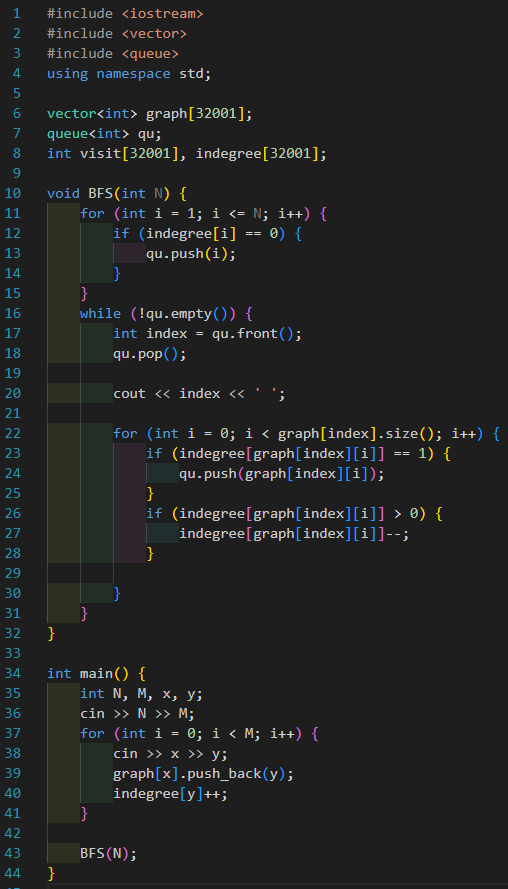 1 #include <iostream>
2 #include <vector>
3 #include <queue>
4 using namespace std;
5
6 vector<int> graph[32001];
7 queue<int> qu;
8 int visit[32001], indegree[32001];
9
10 void BFS(int N) {
11     for (int i = 1; i <= N; i++) {
12         if (indegree[i] == 0) {
13             qu.push(i);
14         }
15     }
16     while (!qu.empty()) {
17         int index = qu.front();
18         qu.pop();
19
20         cout << index << ' ';
21
22         for (int i = 0; i < graph[index].size(); i++) {
23             if (indegree[graph[index][i]] == 1) {
24                 qu.push(graph[index][i]);
25             }
26             if (indegree[graph[index][i]] > 0) {
27                 indegree[graph[index][i]]--;
28             }
29
30         }
31     }
32 }
33
34 int main() {
35     int N, M, x, y;
36     cin >> N >> M;
37     for (int i = 0; i < M; i++) {
38         cin >> x >> y;
39         graph[x].push_back(y);
40         indegree[y]++;
41     }
42
43     BFS(N);
44 }